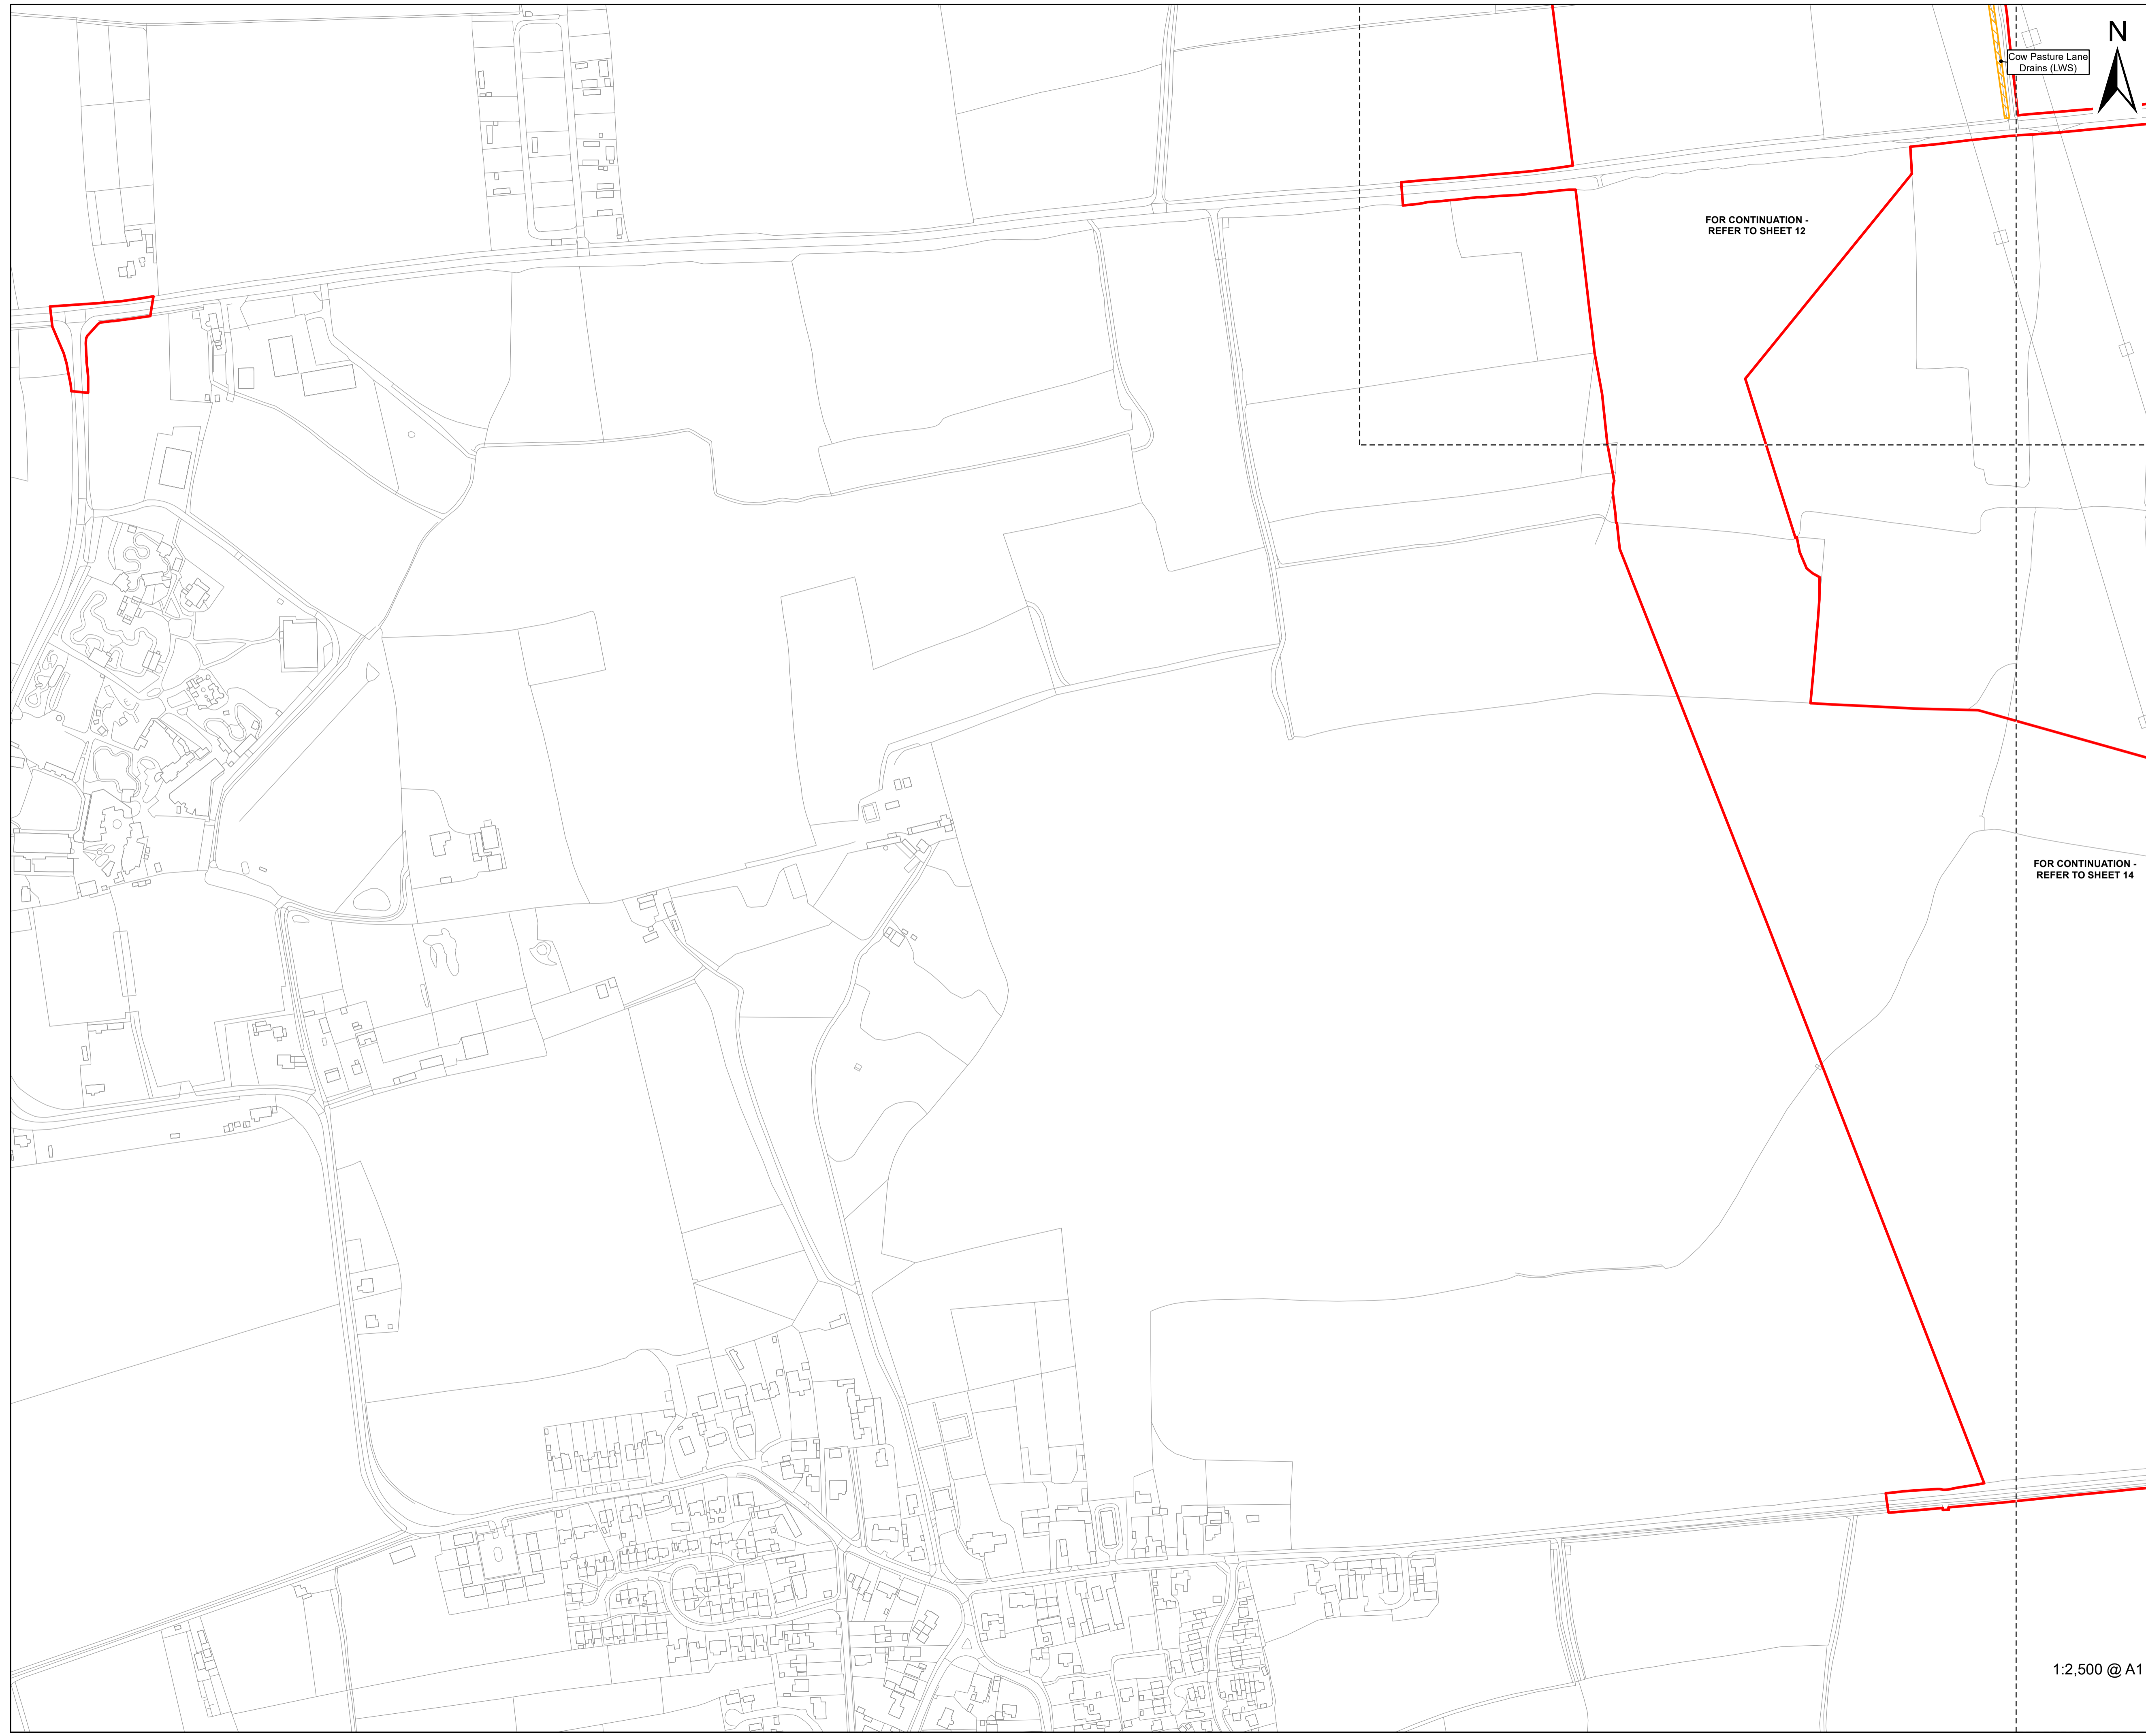 N
Cow Pasture Lane
Drains (LWS)
FOR CONTINUATION -
REFER TO SHEET 12
FOR CONTINUATION -
REFER TO SHEET 14
1:2,500 @ A1